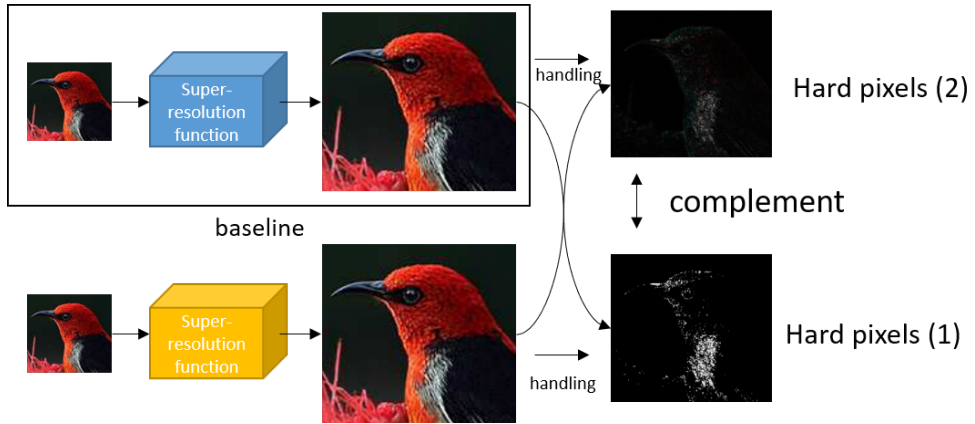 Super-
resolution
function
handling
Hard pixels (2)
baseline
complement
Super-
resolution
function
handling
Hard pixels (1)